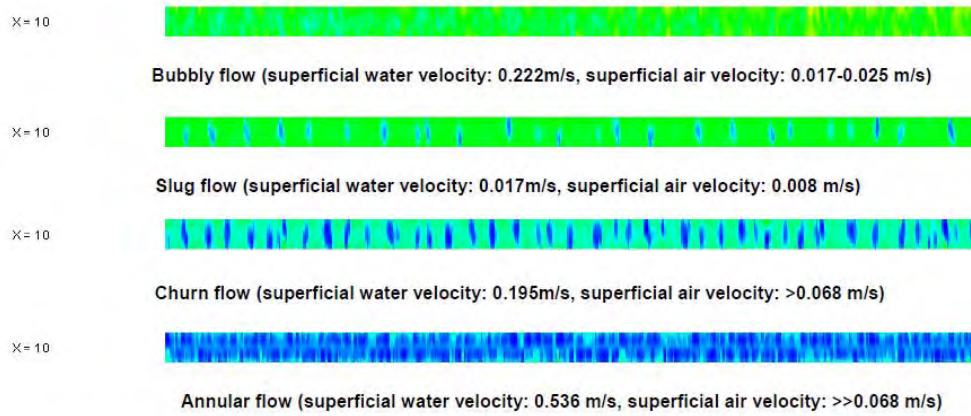 X = 10
Bubbly flow (superficial water velocity: 0.222m/s, superficial air velocity: 0.017-0.025 m/s)
X = 10
Slug flow (superficial water velocity: 0.017m/s, superficial air velocity: 0.008 m/s)
X = 10
Churn flow (superficial water velocity: 0.195m/s, superficial air velocity: >0.068 m/s)
X = 10
Annular flow (superficial water velocity: 0.536 m/s, superficial air velocity: >>0.068 m/s)